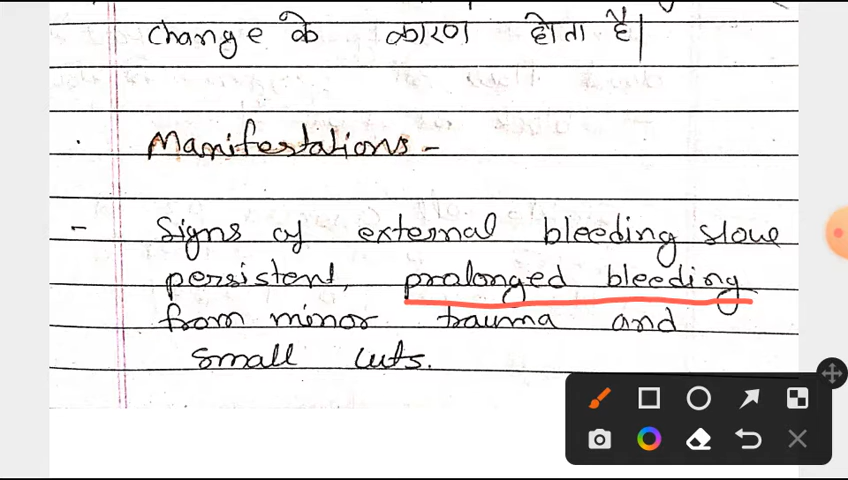 change के कारण होता है|
Manifestations -
- Signs of external bleeding slow
persistent, prolonged bleeding
from minor trauma and
small cuts.